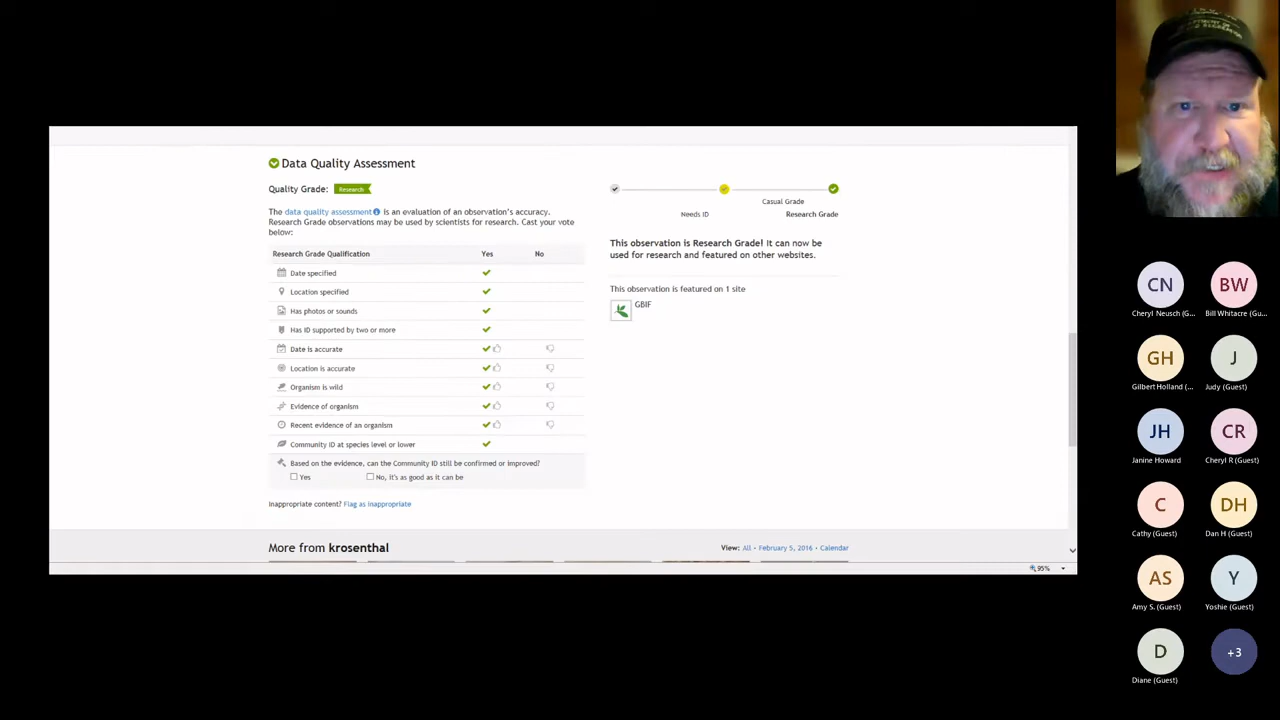 Data Quality Assessment
Quality Grade: Research
The data quality assessment is an evaluation of an observation's accuracy.
Research Grade observations may be used by scientists for research. Cast your vote
below:
Research Grade Qualification Yes No
Date specified
Location specified
Has photos or sounds
Has ID supported by two or more
Date is accurate
Location is accurate
Organism is wild
Evidence of organism
Recent evidence of an organism
Community ID at species level or lower
Based on the evidence, can the Community ID still be confirmed or improved?
Yes No, it's as good as it can be
Inappropriate content? Flag as inappropriate
Casual Grade
Needs ID Research Grade
This observation is Research Grade! It can now be
used for research and featured on other websites.
This observation is featured on 1 site
GBIF
More from krosenthal
View: All • February 5, 2016 • Calendar
95%
CN BW
Cheryl Neusch (G... Bill Whitacre (Gu...
GH J
Gilbert Holland (... Judy (Guest)
JH CR
Janine Howard Cheryl R (Guest)
C DH
Cathy (Guest) Dan H (Guest)
AS Y
Amy S. (Guest) Yoshie (Guest)
D +3
Diane (Guest)